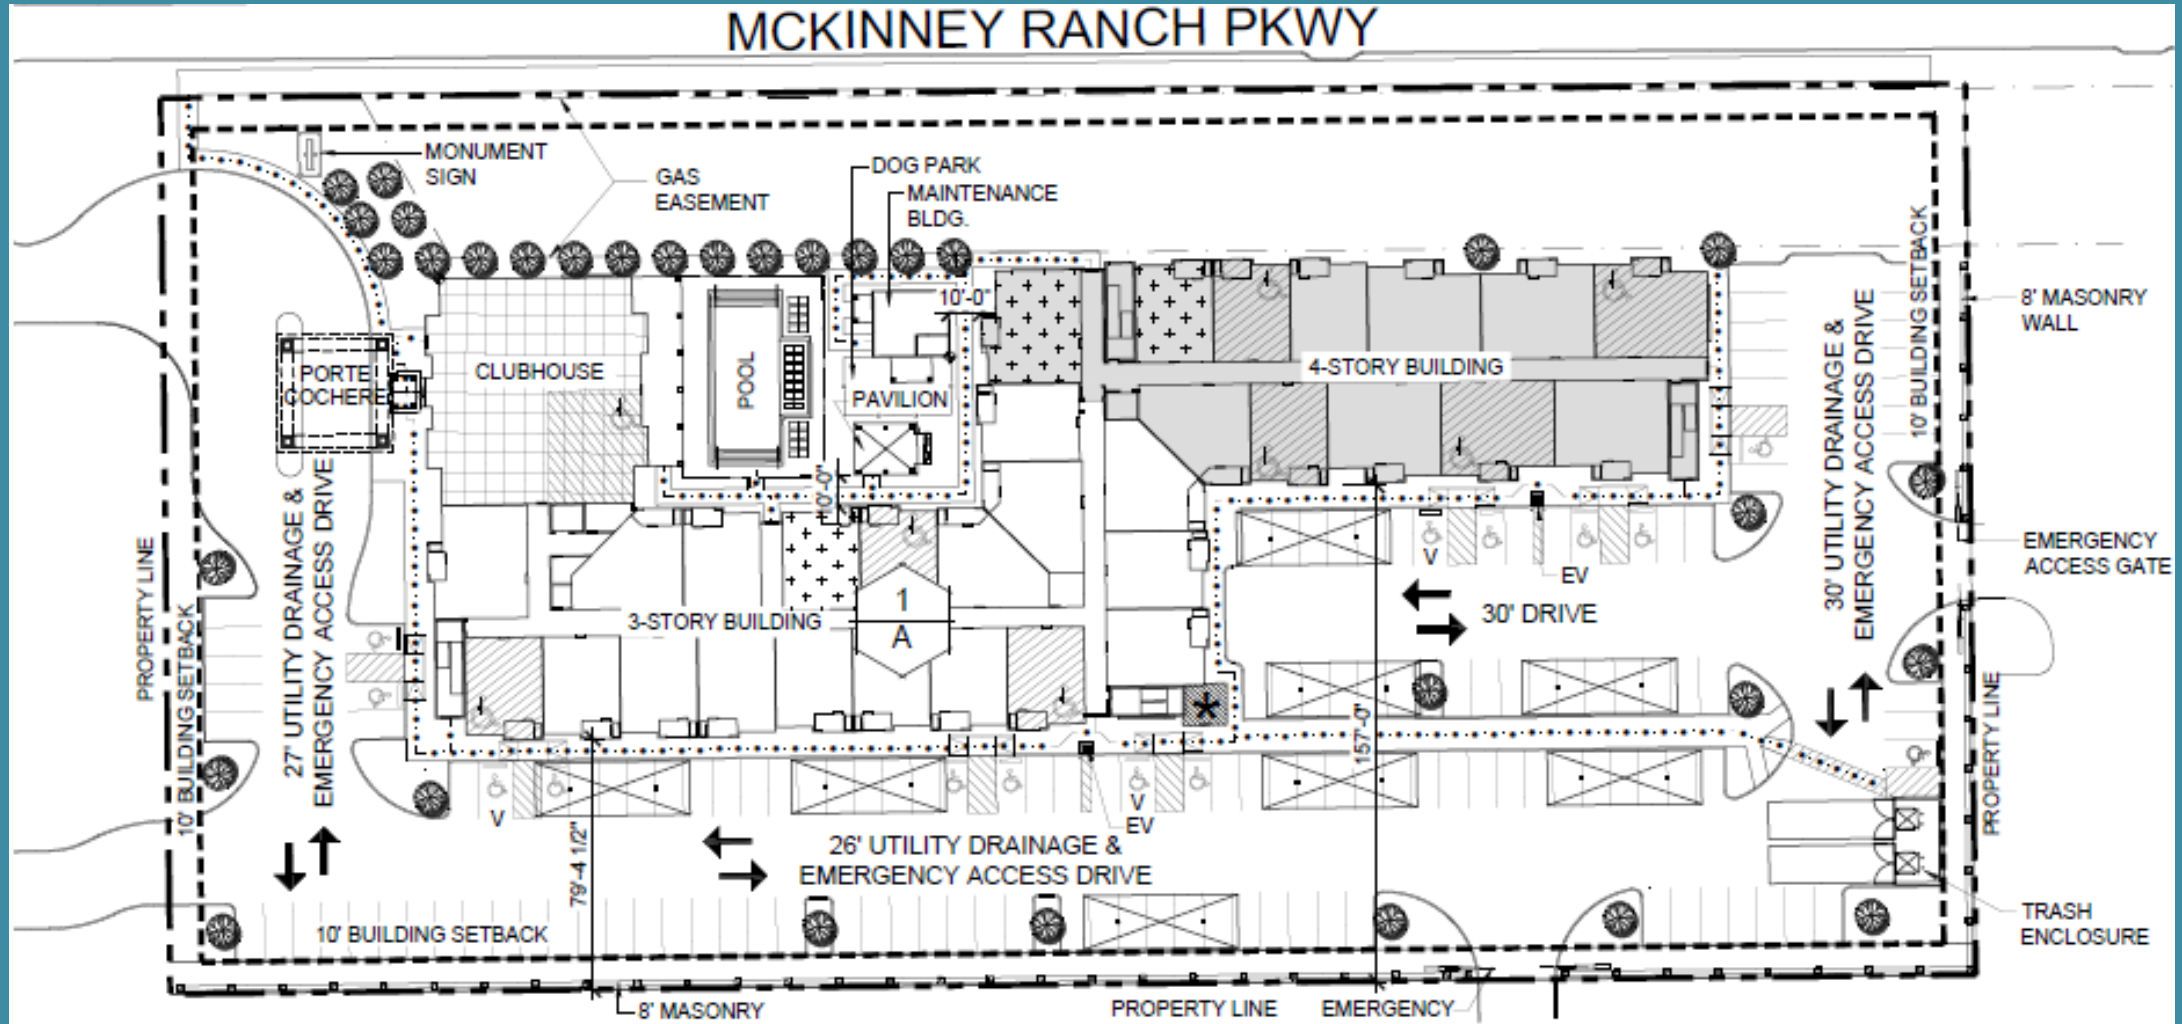 MCKINNEY RANCH PKWY
MONUMENT
SIGN
GAS
EASEMENT
DOG PARK
MAINTENANCE
BLDG.
10'-0"
10' BUILDING SETBACK
8' MASONRY
WALL
PORTE
COCHERE
CLUBHOUSE
POOL
PAVILION
4-STORY BUILDING
30' UTILITY DRAINAGE &
EMERGENCY ACCESS DRIVE
10'-0"
27' UTILITY DRAINAGE &
EMERGENCY ACCESS DRIVE
PROPERTY LINE
10' BUILDING SETBACK
3-STORY BUILDING
1
A
V
EV
30' DRIVE
EMERGENCY
ACCESS GATE
*
157'-0"
PROPERTY LINE
V
V
EV
79'-4 1/2"
26' UTILITY DRAINAGE &
EMERGENCY ACCESS DRIVE
10' BUILDING SETBACK
TRASH
ENCLOSURE
8' MASONRY
PROPERTY LINE
EMERGENCY